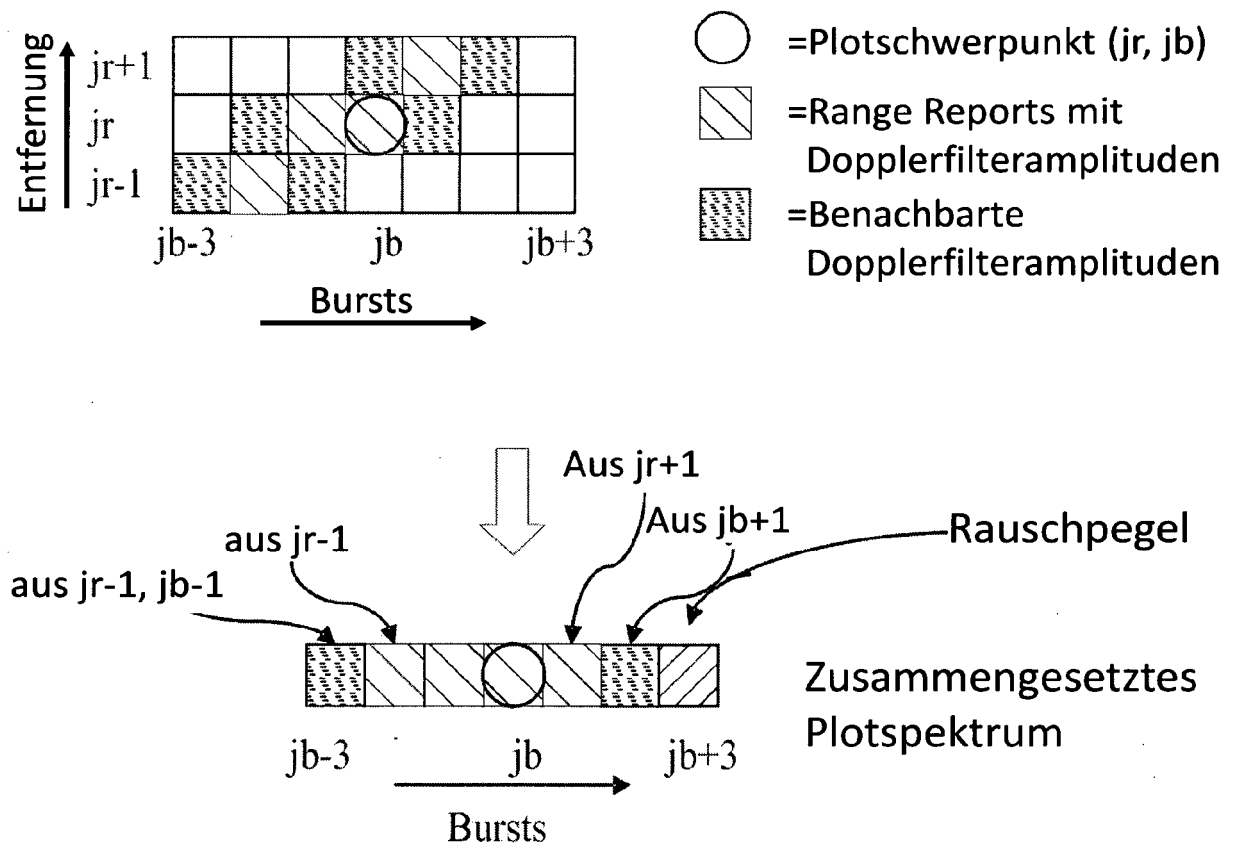 Entfernung
jr+1
jr
jr-1
jb-3 jb jb+3
Bursts
=Plotschwerpunkt (jr, jb)
=Range Reports mit
Dopplerfilteramplituden
=Benachbarte
Dopplerfilteramplituden
Aus jr+1
Aus jb+1
Rauschpegel
aus jr-1
aus jr-1, jb-1
Zusammengesetztes
Plotspektrum
jb-3 jb jb+3
Bursts